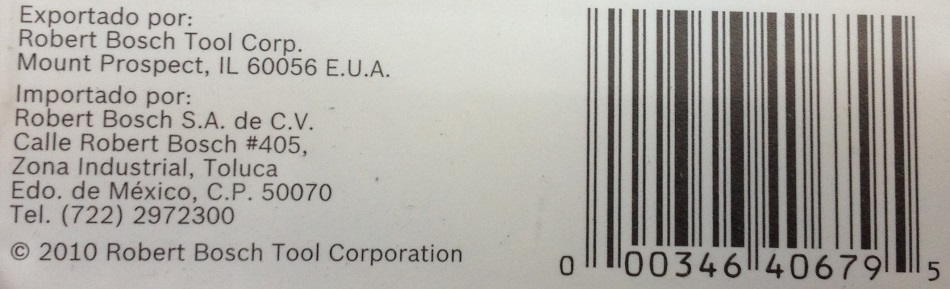 Exportado por:
Robert Bosch Tool Corp.
Mount Prospect, IL 60056 E.U.A.
Importado por:
Robert Bosch S.A. de C.V.
Calle Robert Bosch #405,
Zona Industrial, Toluca
Edo. de México, C.P. 50070
Tel. (722) 2972300
© 2010 Robert Bosch Tool Corporation
0 00346 40679 5